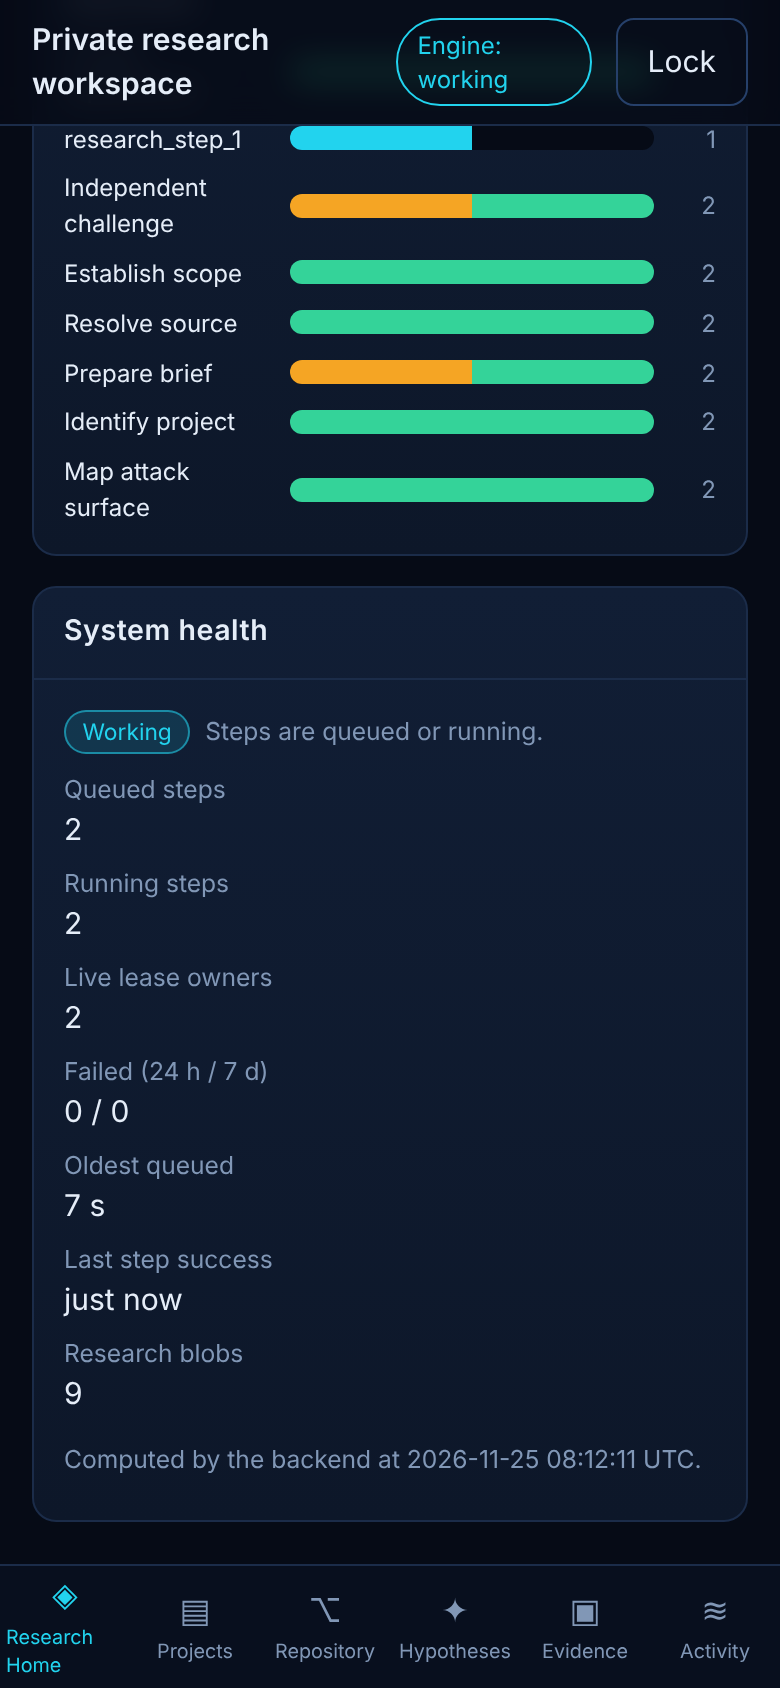 Private research
workspace
Engine:
working
Lock
research_step_1
1
Independent
challenge
2
Establish scope
2
Resolve source
2
Prepare brief
2
Identify project
2
Map attack
surface
2
System health
Working
Steps are queued or running.
Queued steps
2
Running steps
2
Live lease owners
2
Failed (24 h / 7 d)
0 / 0
Oldest queued
7 s
Last step success
just now
Research blobs
9
Computed by the backend at 2026-11-25 08:12:11 UTC.
Research
Home
Projects
Repository
Hypotheses
Evidence
Activity